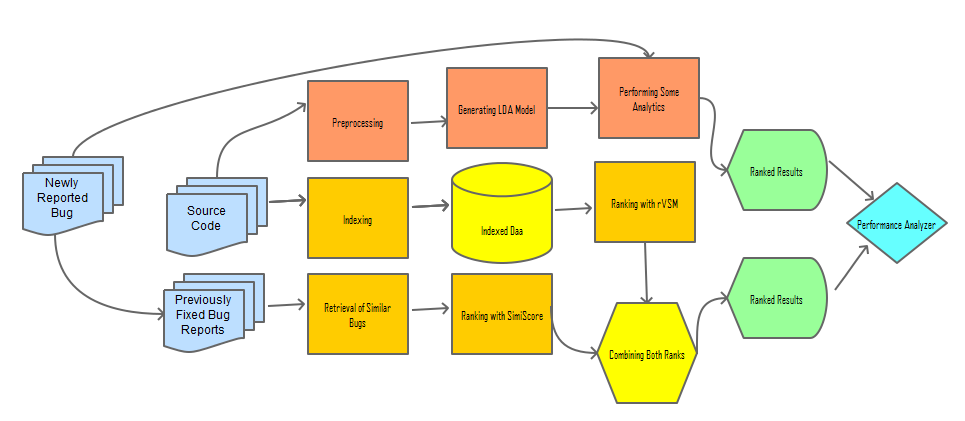 Performing Some
Analytics
Generating LDA Model
Preprocessing
Ranked Results
Newly
Reported
Bug
Source
Code
Indexing
Indexed Daa
Ranking with rVSM
Performance Analyzer
Previously
Fixed Bug
Reports
Retrieval of Similar
Bugs
Ranking with SimiScore
Combining Both Ranks
Ranked Results